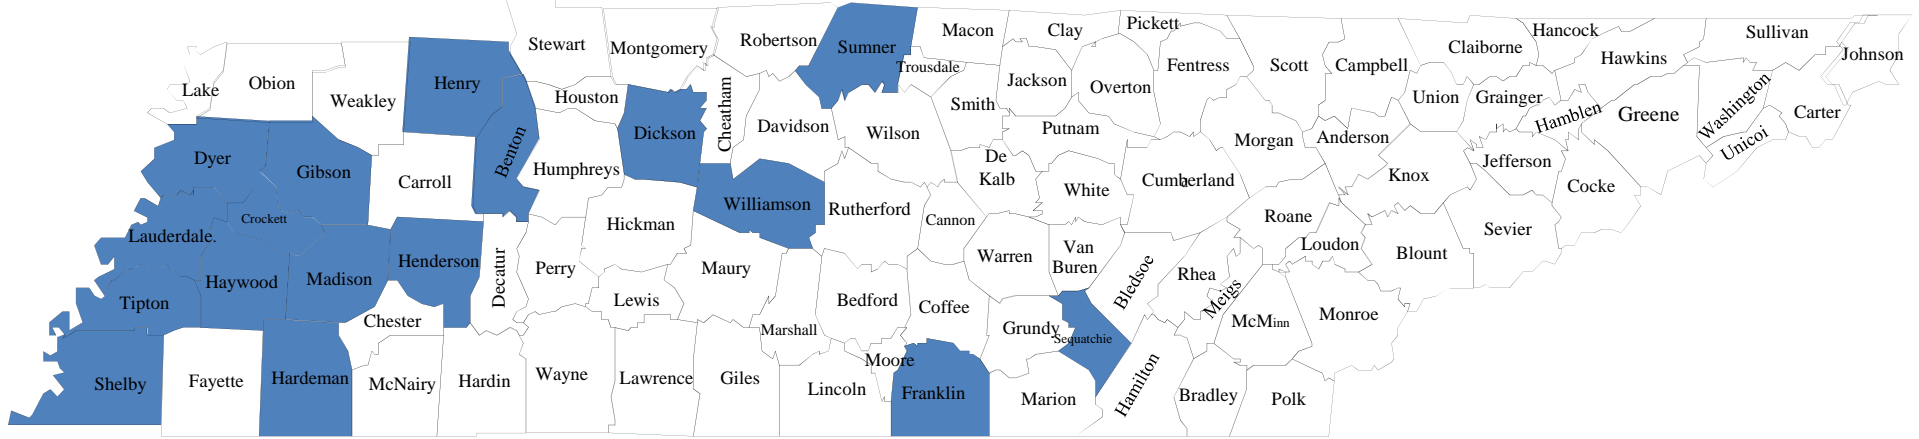 Lake
Obion
Weakley
Henry
Stewart
Montgomery
Robertson
Sumner
Macon
Clay
Pickett
Trousdale
Jackson
Overton
Fentress
Scott
Campbell
Claiborne
Hancock
Hawkins
Sullivan
Johnson
Houston
Benton
Dickson
Cheatham
Davidson
Wilson
Smith
Putnam
Morgan
Anderson
Union
Grainger
Hamblen
Greene
Washington
Unicoi
Carter
Dyer
Gibson
Carroll
Humphreys
Williamson
Rutherford
De
Kalb
White
Cumberland
Knox
Jefferson
Cocke
Crockett
Lauderdale.
Hickman
Cannon
Roane
Loudon
Blount
Sevier
Tipton
Haywood
Madison
Henderson
Decatur
Perry
Lewis
Maury
Bedford
Coffee
Warren
Van
Buren
Bledsoe
Rhea
Meigs
McMinn
Monroe
Chester
Marshall
Moore
Grundy
Sequatchie
Shelby
Fayette
Hardeman
McNairy
Hardin
Wayne
Lawrence
Giles
Lincoln
Franklin
Marion
Hamilton
Bradley
Polk